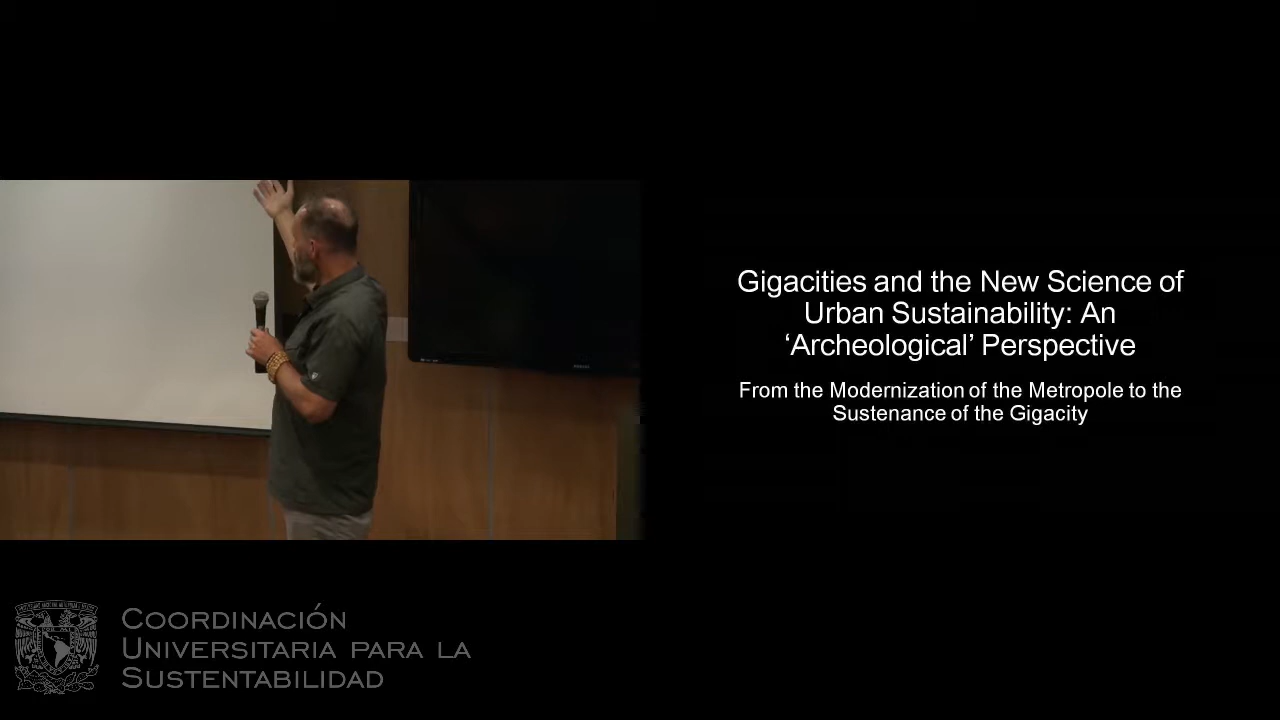 Gigacities and the New Science of
Urban Sustainability: An
‘Archeological’ Perspective
From the Modernization of the Metropole to the
Sustenance of the Gigacity
COORDINACIÓN
UNIVERSITARIA PARA LA
SUSTENTABILIDAD